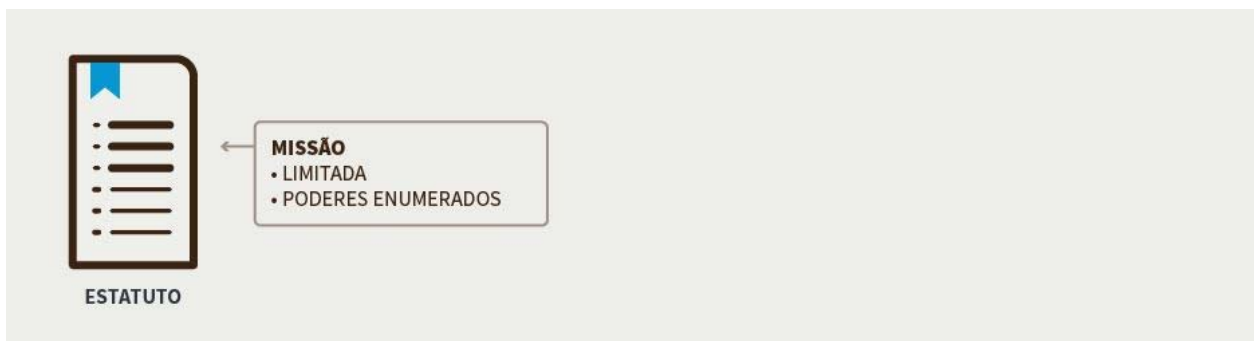 MISSÃO
• LIMITADA
• PODERES ENUMERADOS
ESTATUTO